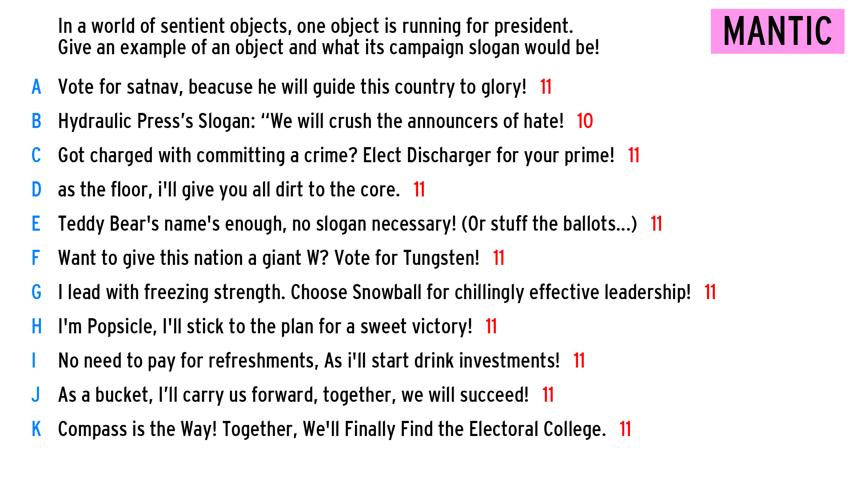 In a world of sentient objects, one object is running for president.
Give an example of an object and what its campaign slogan would be!
MANTIC
A Vote for satnav, beacuse he will guide this country to glory! 11
B Hydraulic Press's Slogan: “We will crush the announcers of hate! 10
C Got charged with committing a crime? Elect Discharger for your prime! 11
D as the floor, i'll give you all dirt to the core. 11
E Teddy Bear's name's enough, no slogan necessary! (Or stuff the ballots...) 11
F Want to give this nation a giant W? Vote for Tungsten! 11
G I lead with freezing strength. Choose Snowball for chillingly effective leadership! 11
H I'm Popsicle, I'll stick to the plan for a sweet victory! 11
I No need to pay for refreshments, As i'll start drink investments! 11
J As a bucket, I’ll carry us forward, together, we will succeed! 11
K Compass is the Way! Together, We'll Finally Find the Electoral College. 11